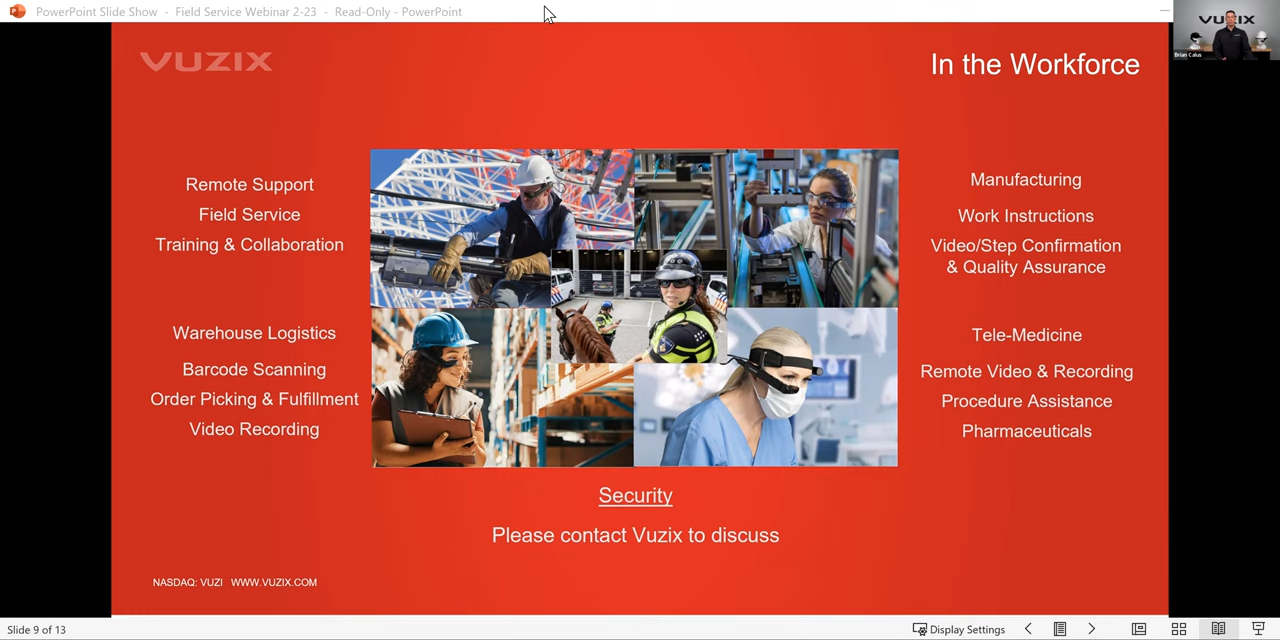 PowerPoint Slide Show - Field Service Webinar 2-23 - Read-Only - PowerPoint
VUZIX
Brian Calus
VUZIX
In the Workforce
Remote Support
Field Service
Training & Collaboration
Manufacturing
Work Instructions
Video/Step Confirmation
& Quality Assurance
Warehouse Logistics
Barcode Scanning
Order Picking & Fulfillment
Video Recording
Tele-Medicine
Remote Video & Recording
Procedure Assistance
Pharmaceuticals
Security
Please contact Vuzix to discuss
NASDAQ: VUZI WWW.VUZIX.COM
Slide 9 of 13
Display Settings